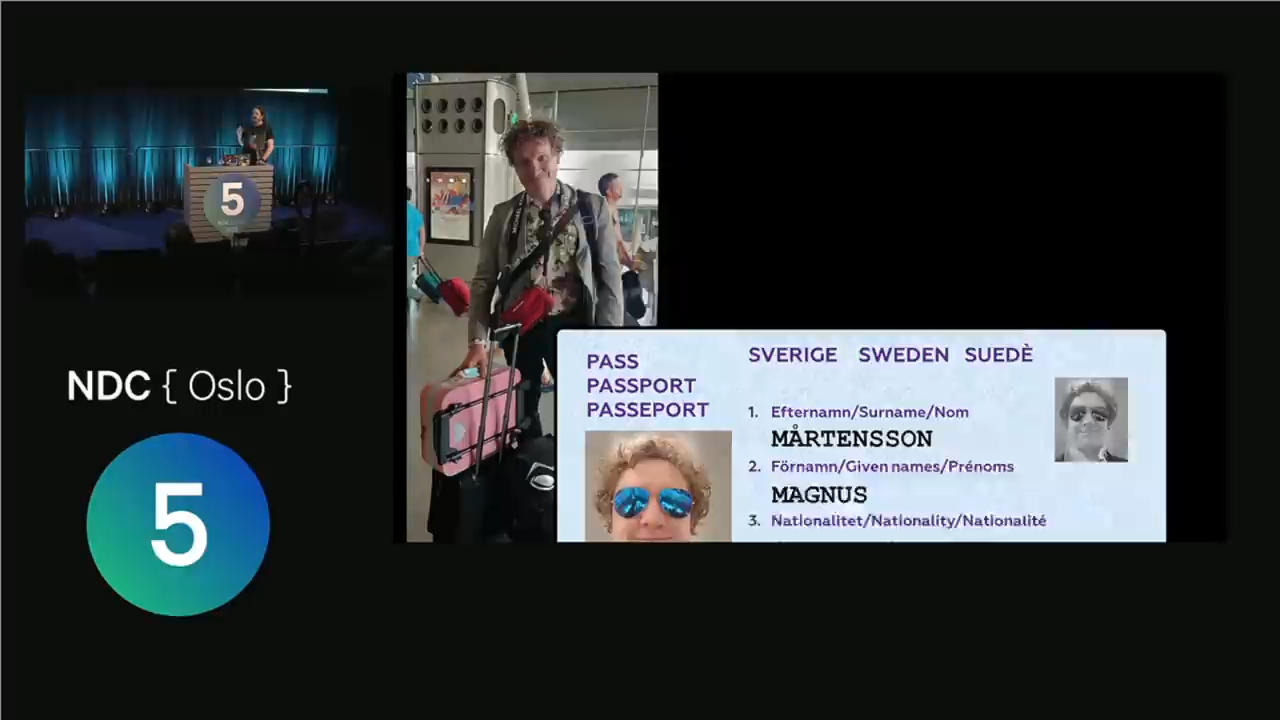 5
NDC { Oslo }
5
PASS
PASSPORT
PASSEPORT
SVERIGE SWEDEN SUEDÈ
1. Efternamn/Surname/Nom
MÅRTENSSON
2. Förnamn/Given names/Prénoms
MAGNUS
3. Nationalitet/Nationality/Nationalité